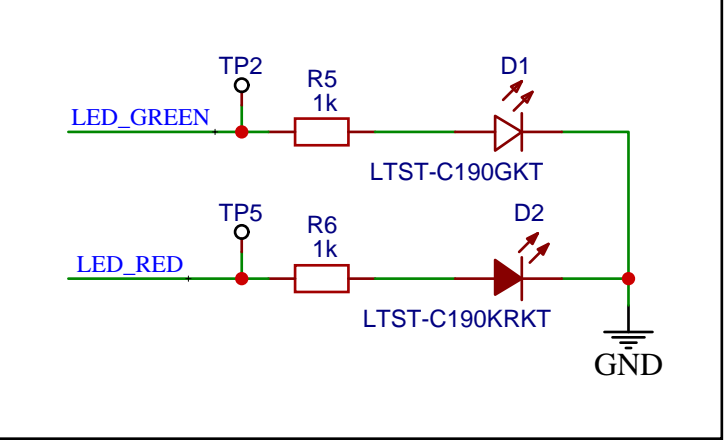 TP2
R5
1k
D1
LED_GREEN
LTST-C190GKT
TP5
R6
1k
D2
LED_RED
LTST-C190KRKT
GND